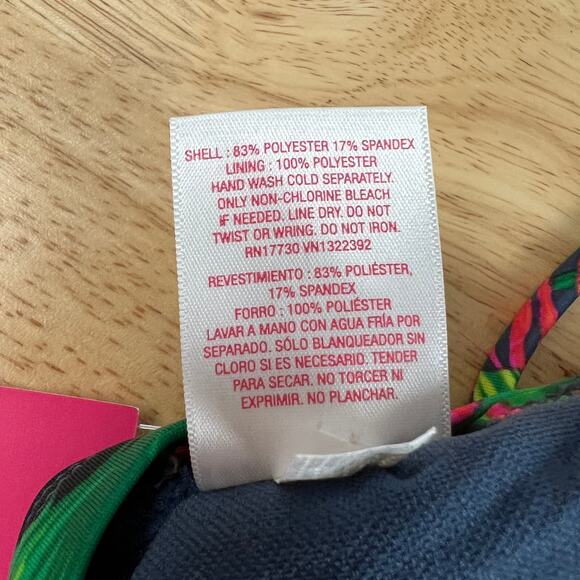 SHELL : 83% POLYESTER 17% SPANDEX
LINING : 100% POLYESTER
HAND WASH COLD SEPARATELY.
ONLY NON-CHLORINE BLEACH
IF NEEDED. LINE DRY. DO NOT
TWIST OR WRING. DO NOT IRON.
RN17730 VN1322392
REVESTIMIENTO : 83% POLIÉSTER,
17% SPANDEX
FORRO : 100% POLIÉSTER
LAVAR A MANO CON AGUA FRÍA POR
SEPARADO. SÓLO BLANQUEADOR SIN
CLORO SI ES NECESARIO. TENDER
PARA SECAR. NO TORCER NI
EXPRIMIR. NO PLANCHAR.